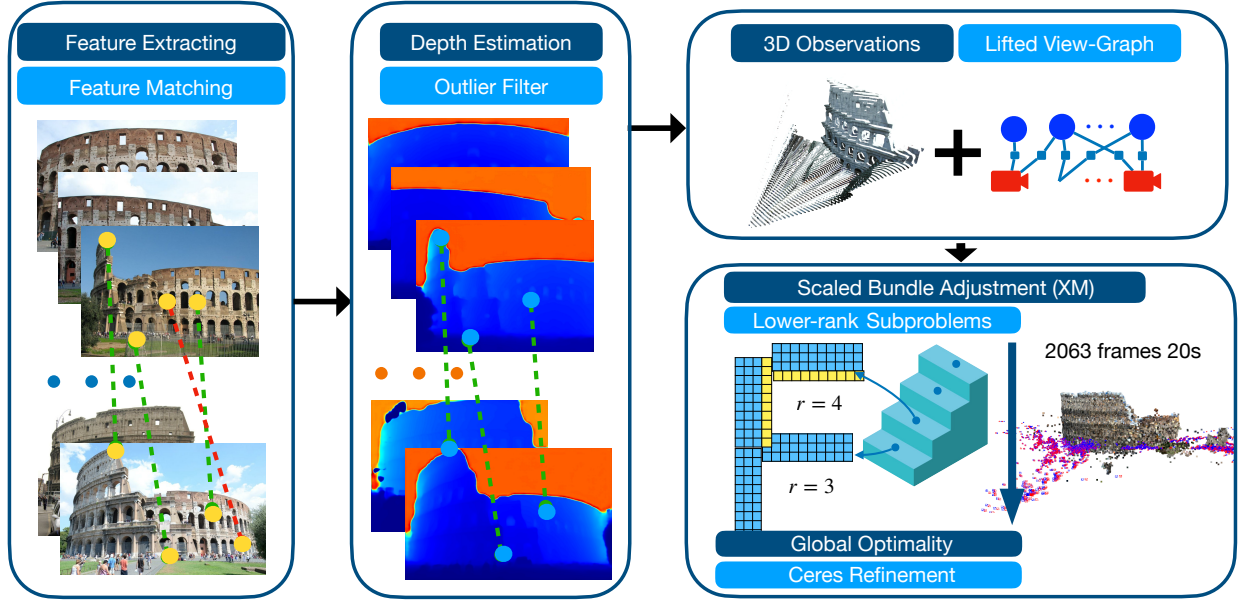 Feature Extracting
Feature Matching
Depth Estimation
Outlier Filter
3D Observations
Lifted View-Graph
Scaled Bundle Adjustment (XM)
Lower-rank Subproblems
2063 frames 20s
r = 4
r = 3
Global Optimality
Ceres Refinement